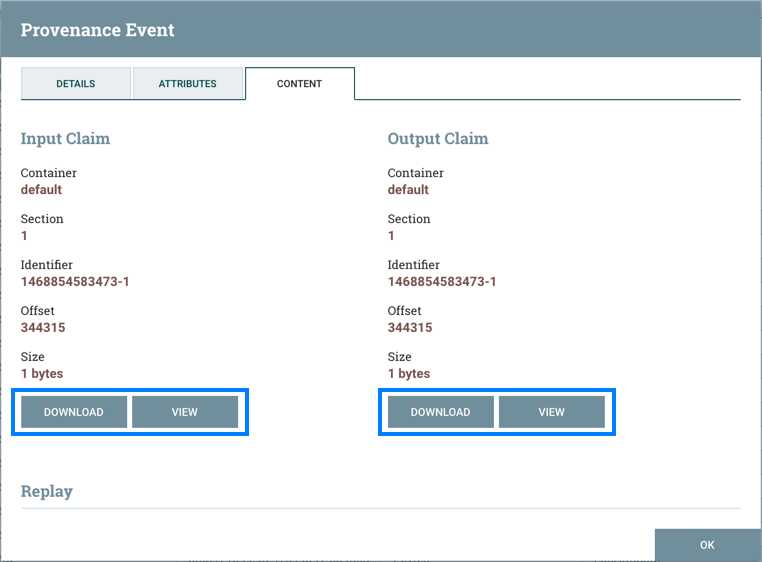 Provenance Event
DETAILS
ATTRIBUTES
CONTENT
Input Claim
Container
default
Section
1
Identifier
1468854583473-1
Offset
344315
Size
1 bytes
DOWNLOAD
VIEW
Output Claim
Container
default
Section
1
Identifier
1468854583473-1
Offset
344315
Size
1 bytes
DOWNLOAD
VIEW
Replay
OK